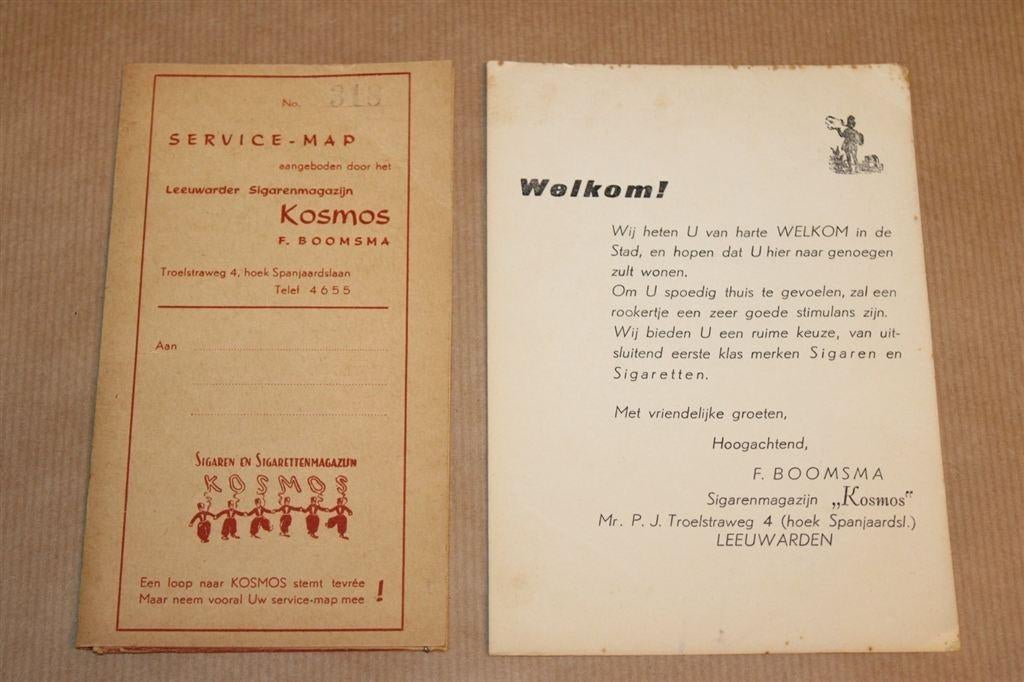 No. 313
SERVICE-MAP
aangeboden door het
Leeuwarder Sigarenmagazijn
Kosmos
F. BOOMSMA
Troelstraweg 4, hoek Spanjaardslaan
Telef 4655
Aan
SIGAREN EN SIGARETTENMAGAZIJN
KOSMOS
Een loop naar KOSMOS stemt tevrée
Maar neem vooral Uw service-map mee !
Welkom!
Wij heten U van harte WELKOM in de
Stad, en hopen dat U hier naar genoegen
zult wonen.
Om U spoedig thuis te gevoelen, zal een
rookertje een zeer goede stimulans zijn.
Wij bieden U een ruime keuze, van uit-
sluitend eerste klas merken Sigaren en
Sigaretten.
Met vriendelijke groeten,
Hoogachtend,
F. BOOMSMA
Sigarenmagazijn „Kosmos"
Mr. P. J. Troelstraweg 4 (hoek Spanjaardsl.)
LEEUWARDEN